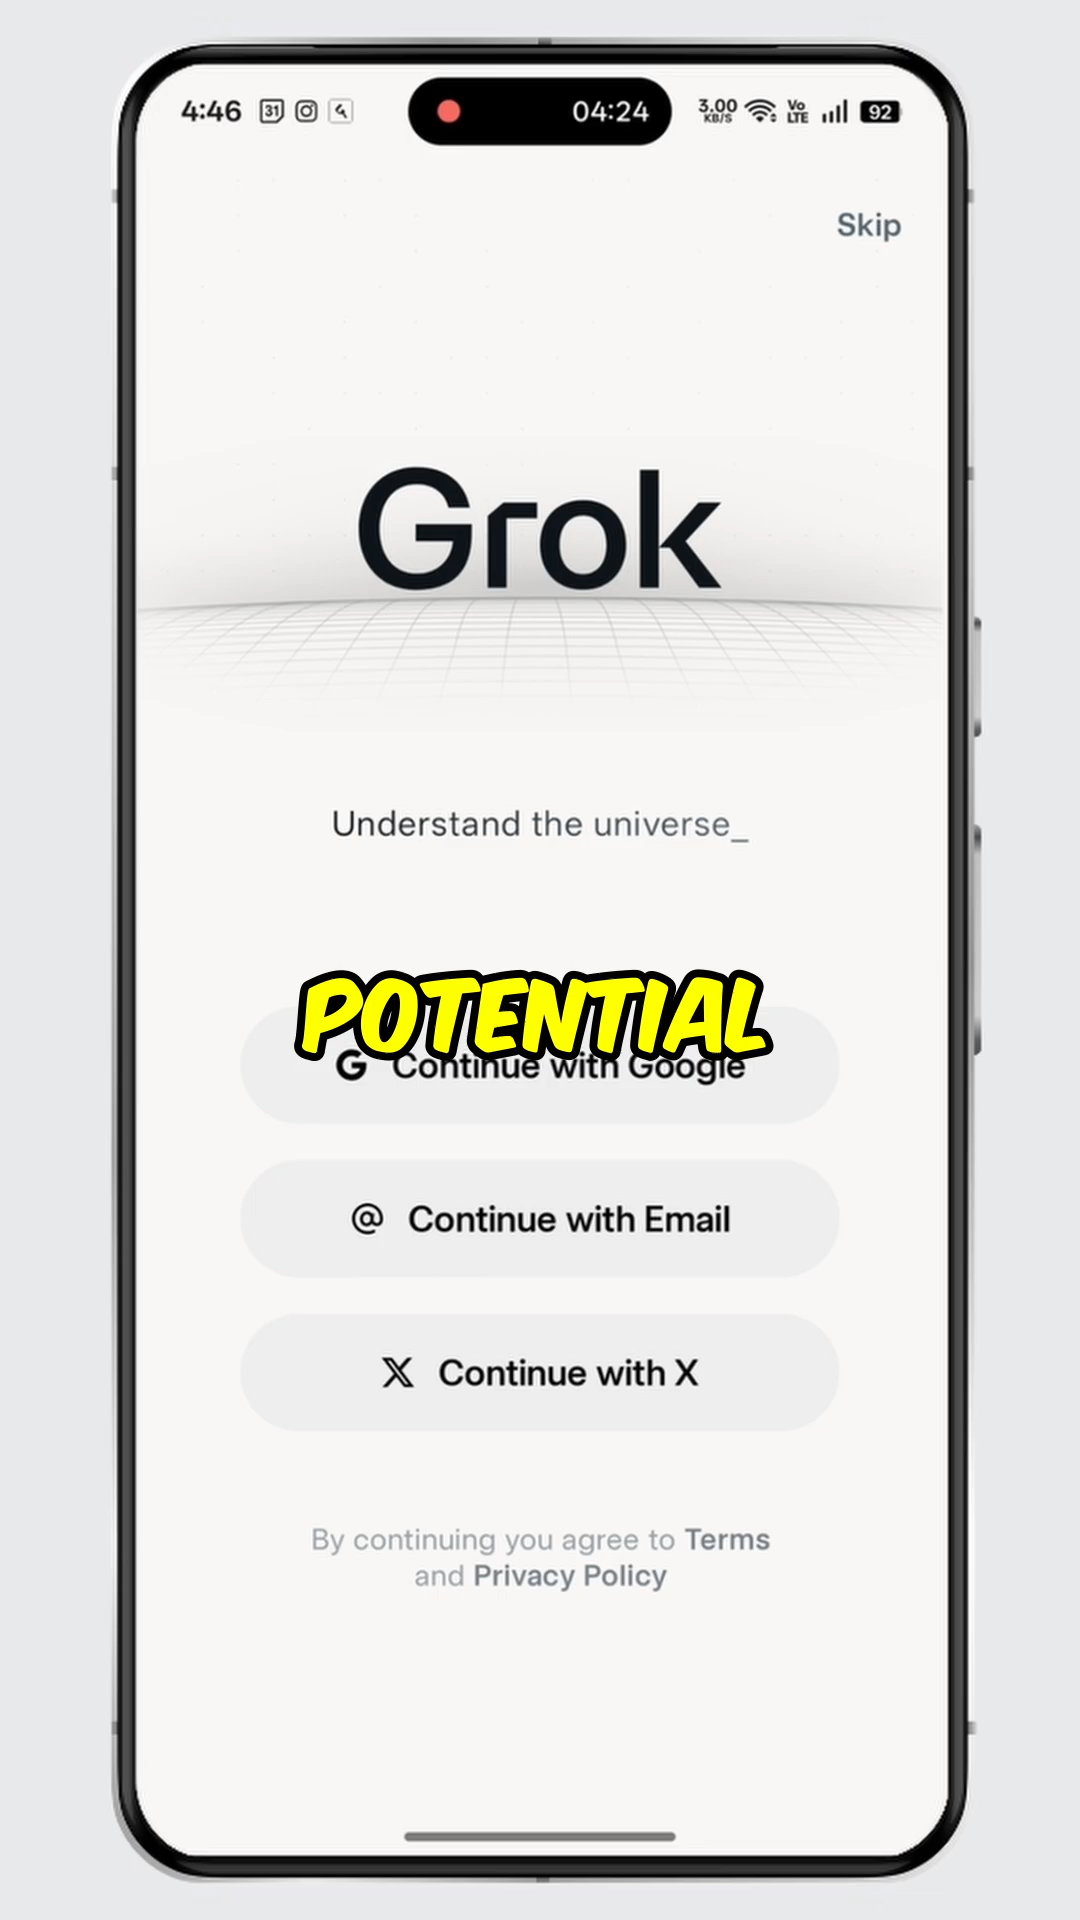 4:46 31 04:24 3.00 KB/S Vo LTE 92
Skip
Grok
Understand the universe_
POTENTIAL
G Continue with Google
@ Continue with Email
X Continue with X
By continuing you agree to Terms
and Privacy Policy